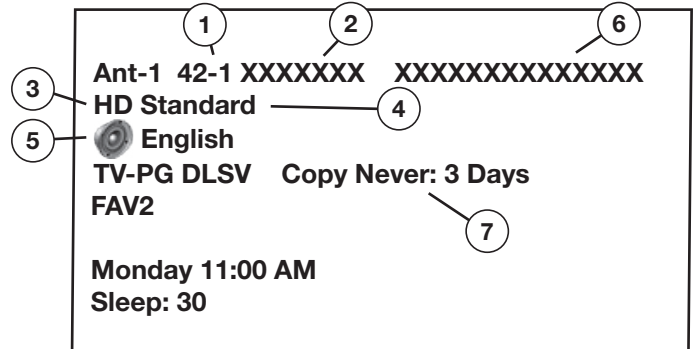 1 2 6
Ant-1 42-1 XXXXXXX XXXXXXXXXXXXXX
3 HD Standard 4
5 English
TV-PG DLSV Copy Never: 3 Days
FAV2 7
Monday 11:00 AM
Sleep: 30